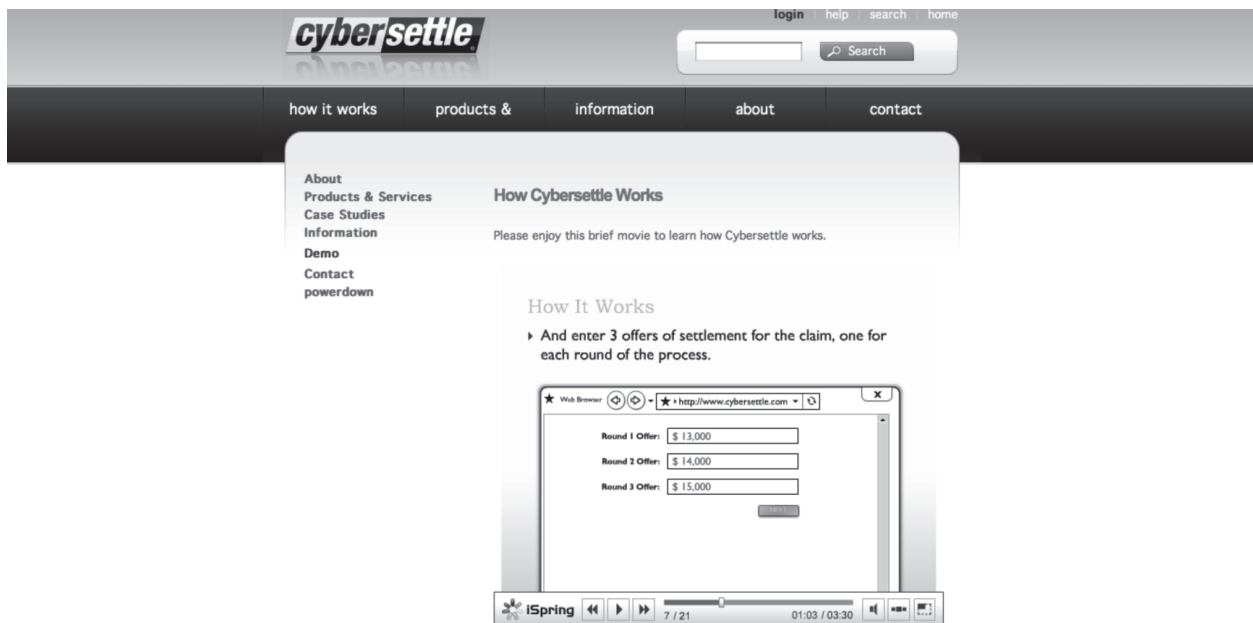 login help search home
cybersettle
Search
how it works products & information about contact
About
Products & Services
Case Studies
Information
Demo
Contact
powerdown
How Cybersettle Works
Please enjoy this brief movie to learn how Cybersettle works.
How It Works
And enter 3 offers of settlement for the claim, one for
each round of the process.
Web Browser http://www.cybersettle.com x
Round 1 Offer: $ 13,000
Round 2 Offer: $ 14,000
Round 3 Offer: $ 15,000
iSpring 7 / 21 01:03 / 03:30